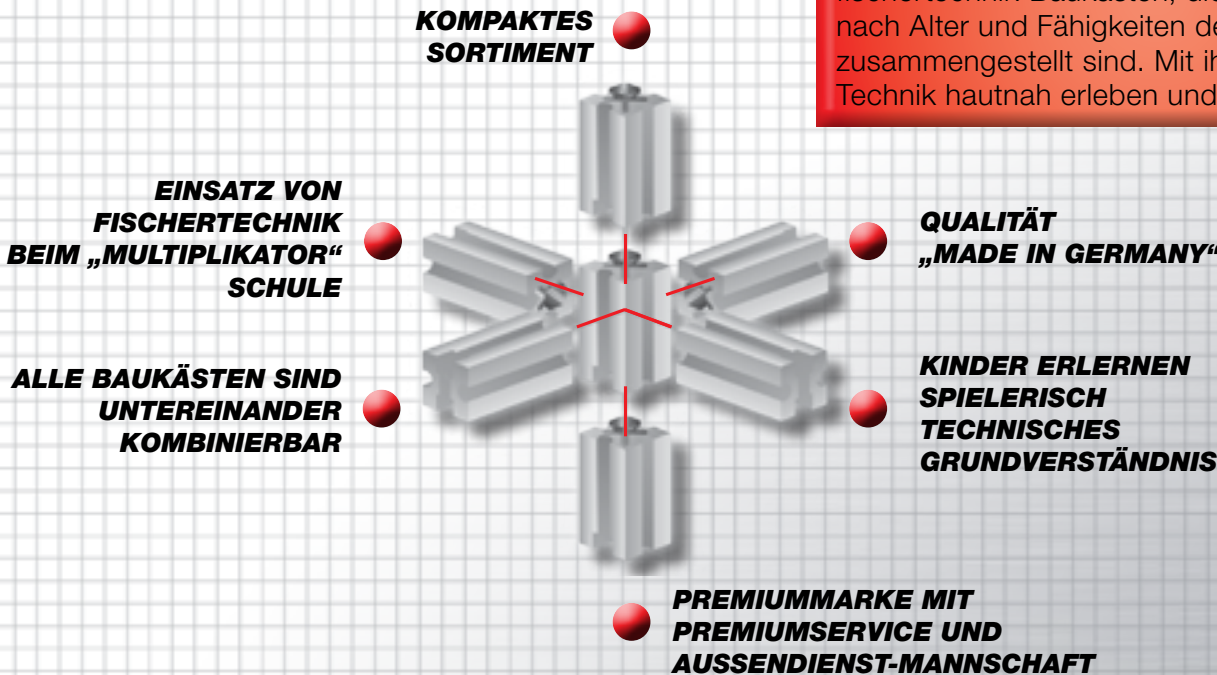 KOMPAKTES
SORTIMENT
nach Alter und Fähigkeiten
zusammengestellt sind. Mit
Technik hautnah erleben und
EINSATZ VON
FISCHERTECHNIK
BEIM „MULTIPLIKATOR“
SCHULE
QUALITÄT
„MADE IN GERMANY“
ALLE BAUKÄSTEN SIND
UNTEREINANDER
KOMBINIERBAR
KINDER ERLERNEN
SPIELERISCH
TECHNISCHES
GRUNDVERSTÄNDNIS
PREMIUMMARKE MIT
PREMIUMSERVICE UND
AUSSENDIENST-MANNSCHAFT